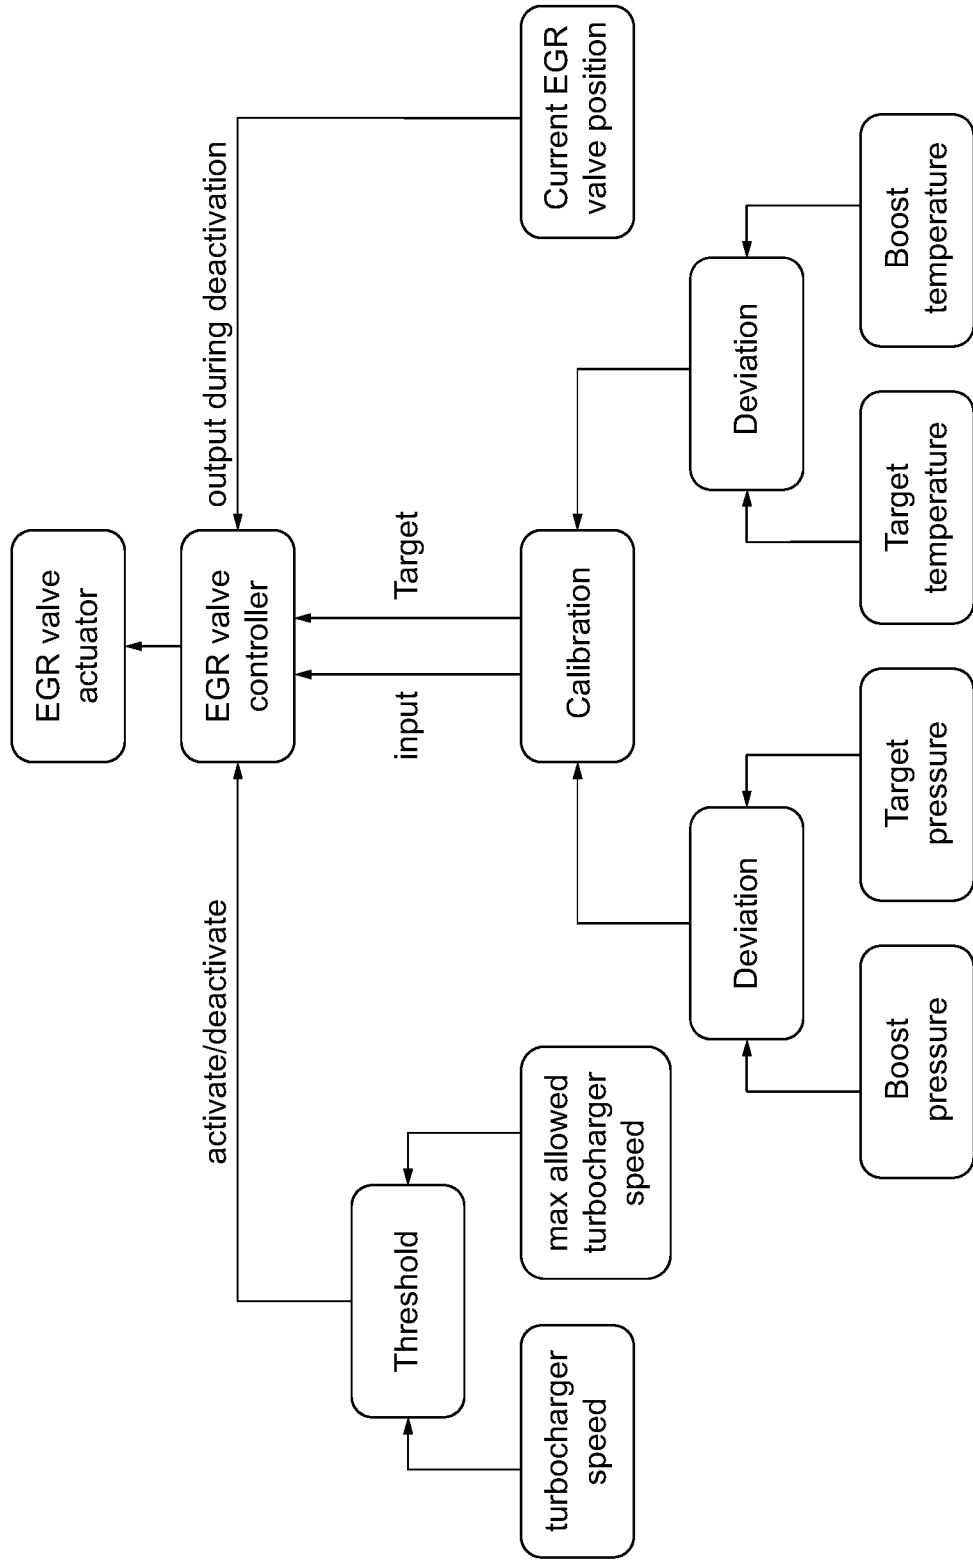 EGR valve
actuator
activate/deactivate
EGR valve
controller
output during deactivation
input
Target
Threshold
turbocharger
speed
max allowed
turbocharger
speed
Calibration
Current EGR
valve position
Deviation
Deviation
Boost
pressure
Target
pressure
Target
temperature
Boost
temperature